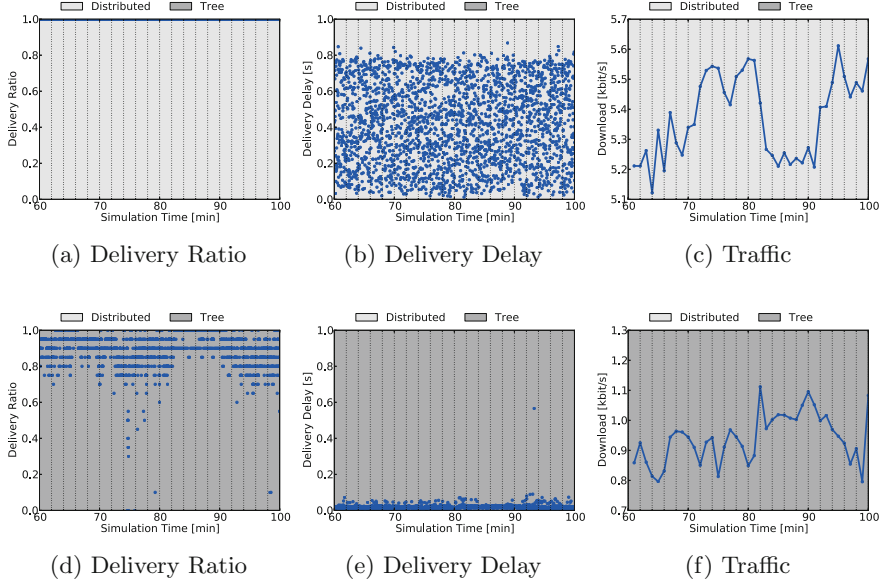 Distributed Tree
Distributed Tree
Distributed Tree
1.0
0.8
0.6
0.4
0.2
0.0
Delivery Ratio
60 70 80 90 100
Simulation Time [min]
1.0
0.8
0.6
0.4
0.2
0.0
Delivery Delay [s]
60 70 80 90 100
Simulation Time [min]
5.7
5.6
5.5
5.4
5.3
5.2
5.1
Download [kbit/s]
60 70 80 90 100
Simulation Time [min]
(a) Delivery Ratio
(b) Delivery Delay
(c) Traffic
Distributed Tree
Distributed Tree
Distributed Tree
1.0
0.8
0.6
0.4
0.2
0.0
Delivery Ratio
60 70 80 90 100
Simulation Time [min]
1.0
0.8
0.6
0.4
0.2
0.0
Delivery Delay [s]
60 70 80 90 100
Simulation Time [min]
1.3
1.2
1.1
1.0
0.9
0.8
0.7
Download [kbit/s]
60 70 80 90 100
Simulation Time [min]
(d) Delivery Ratio
(e) Delivery Delay
(f) Traffic